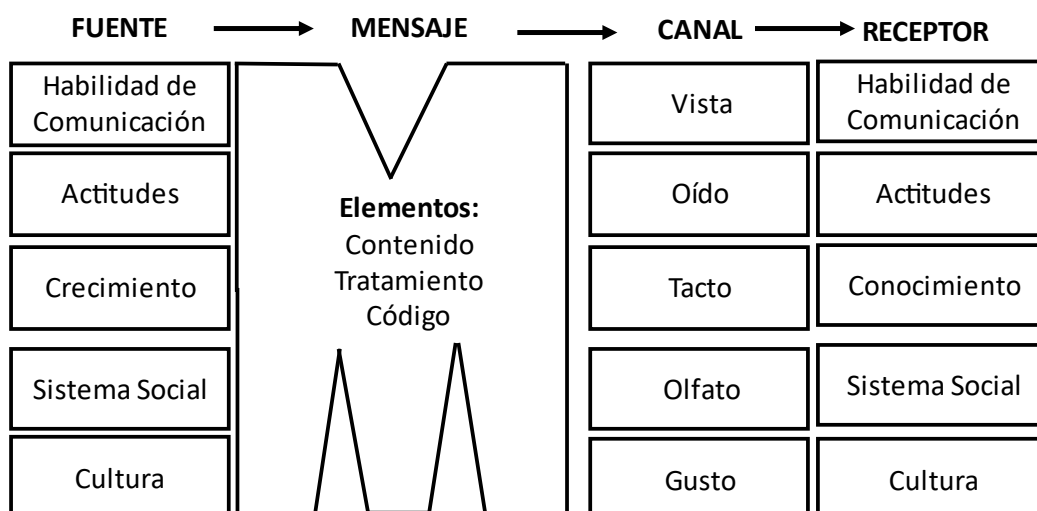 FUENTE
MENSAJE
CANAL
RECEPTOR
Habilidad de
Comunicación
Actitudes
Crecimiento
Sistema Social
Cultura
Elementos:
Contenido
Tratamiento
Código
Vista
Oído
Tacto
Olfato
Gusto
Habilidad de
Comunicación
Actitudes
Conocimiento
Sistema Social
Cultura